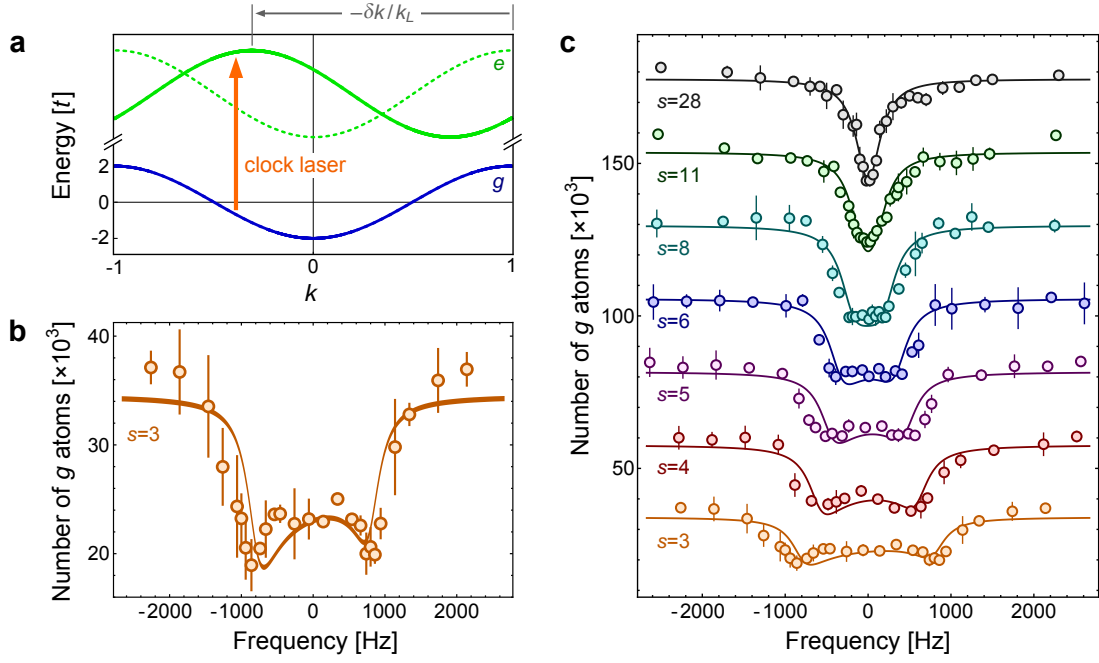 −δk/k_L
a
Energy [t]
2
0
-2
-1
0
1
k
e
g
clock laser
b
Number of g atoms [×10³]
40
30
20
s=3
-2000
-1000
0
1000
2000
Frequency [Hz]
c
Number of g atoms [×10³]
150
100
50
s=28
s=11
s=8
s=6
s=5
s=4
s=3
-2000
-1000
0
1000
2000
Frequency [Hz]